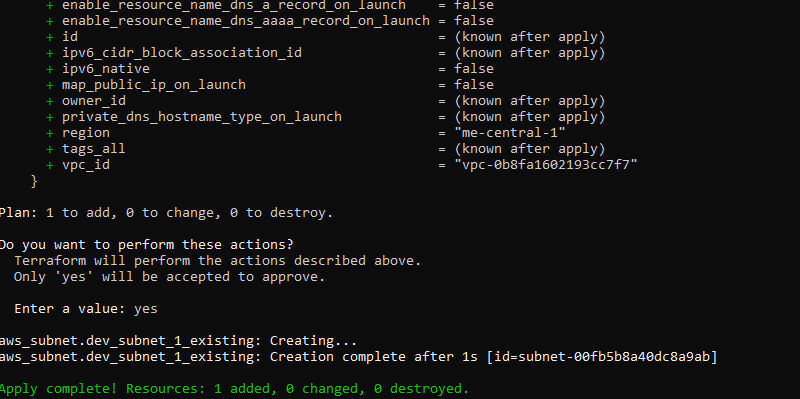 + enable_resource_name_dns_a_record_on_launch = false
+ enable_resource_name_dns_aaaa_record_on_launch = false
+ id = (known after apply)
+ ipv6_cidr_block_association_id = (known after apply)
+ ipv6_native = false
+ map_public_ip_on_launch = false
+ owner_id = (known after apply)
+ private_dns_hostname_type_on_launch = (known after apply)
+ region = "me-central-1"
+ tags_all = (known after apply)
+ vpc_id = "vpc-0b8fa1602193cc7f7"
}
Plan: 1 to add, 0 to change, 0 to destroy.
Do you want to perform these actions?
Terraform will perform the actions described above.
Only 'yes' will be accepted to approve.
Enter a value: yes
aws_subnet.dev_subnet_1_existing: Creating...
aws_subnet.dev_subnet_1_existing: Creation complete after 1s [id=subnet-00fb5b8a40dc8a9ab]
Apply complete! Resources: 1 added, 0 changed, 0 destroyed.